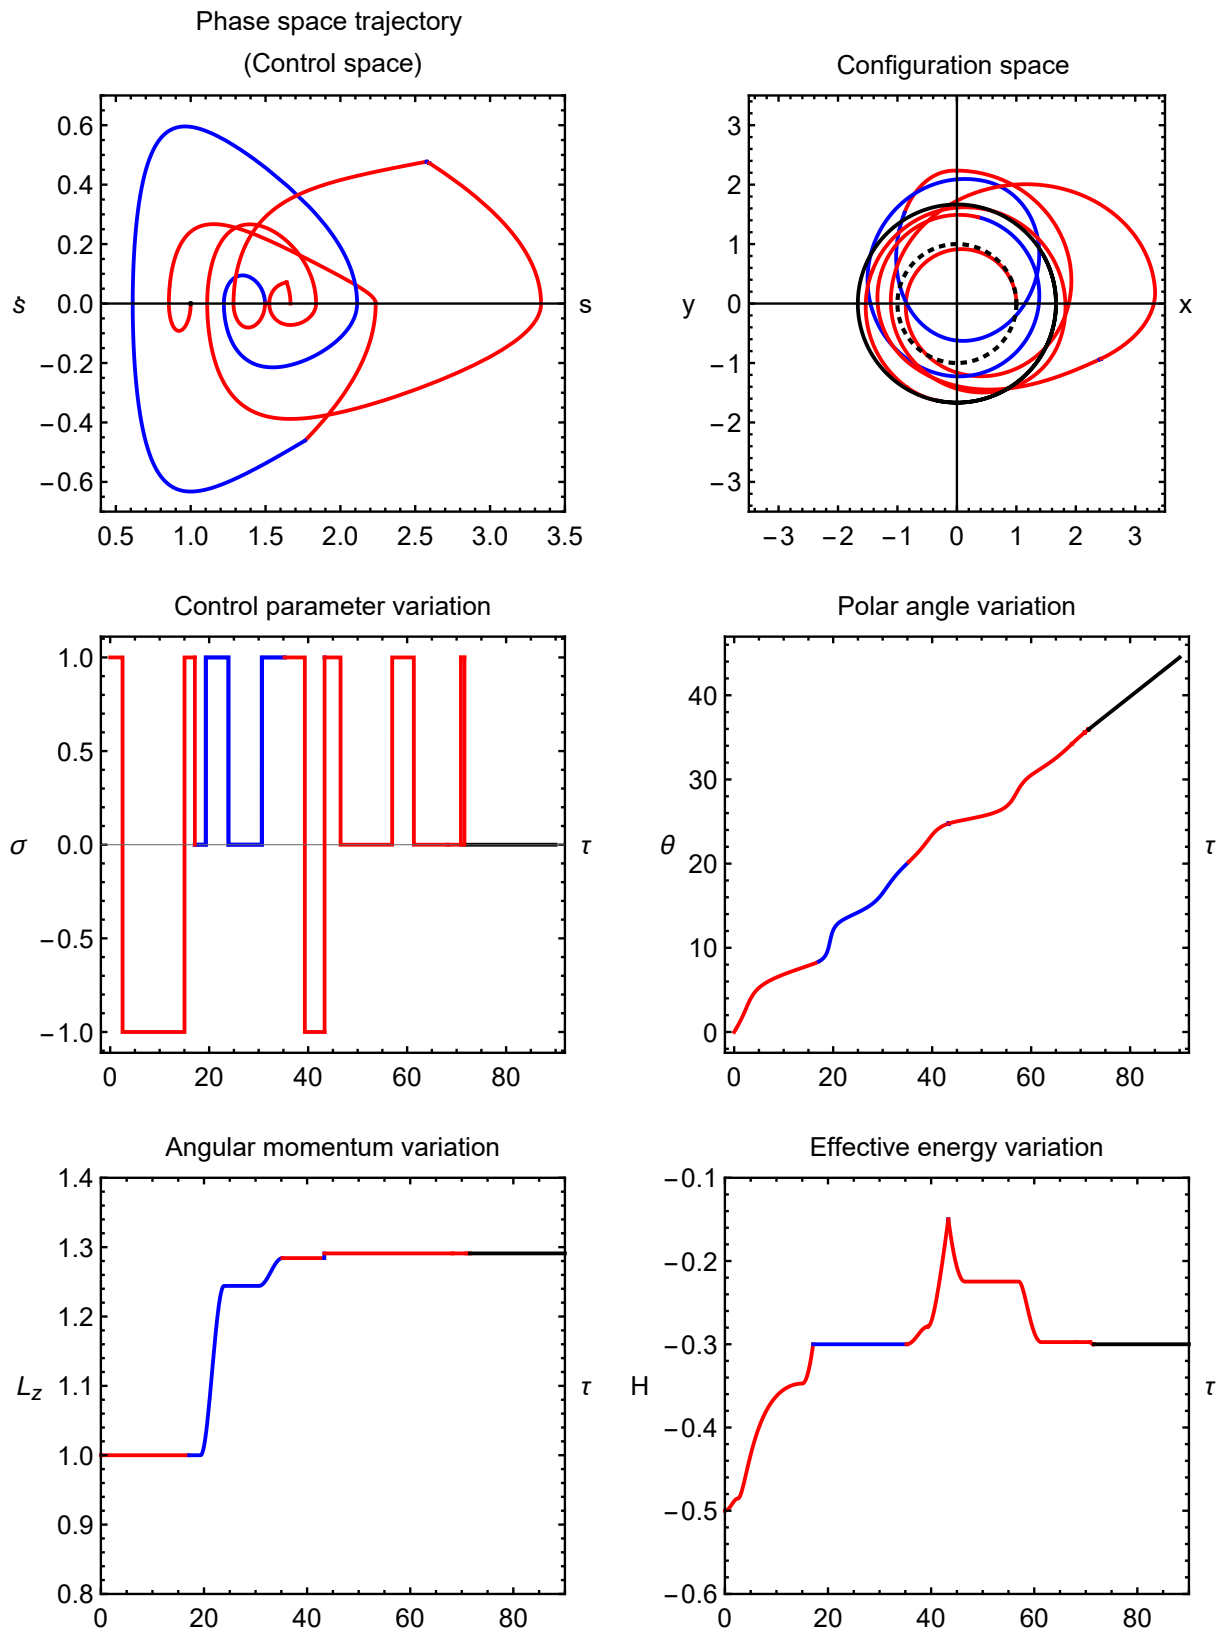 Phase space trajectory
(Control space)
0.6
0.4
0.2
0.0
−0.2
−0.4
−0.6
ṡ
s
0.5 1.0 1.5 2.0 2.5 3.0 3.5
Configuration space
3
2
1
0
−1
−2
−3
y
x
−3 −2 −1 0 1 2 3
Control parameter variation
1.0
0.5
0.0
−0.5
−1.0
σ
τ
0 20 40 60 80
Polar angle variation
40
30
20
10
0
θ
τ
0 20 40 60 80
Angular momentum variation
1.4
1.3
1.2
1.1
1.0
0.9
0.8
Lz
τ
0 20 40 60 80
Effective energy variation
−0.1
−0.2
−0.3
−0.4
−0.5
−0.6
H
τ
0 20 40 60 80